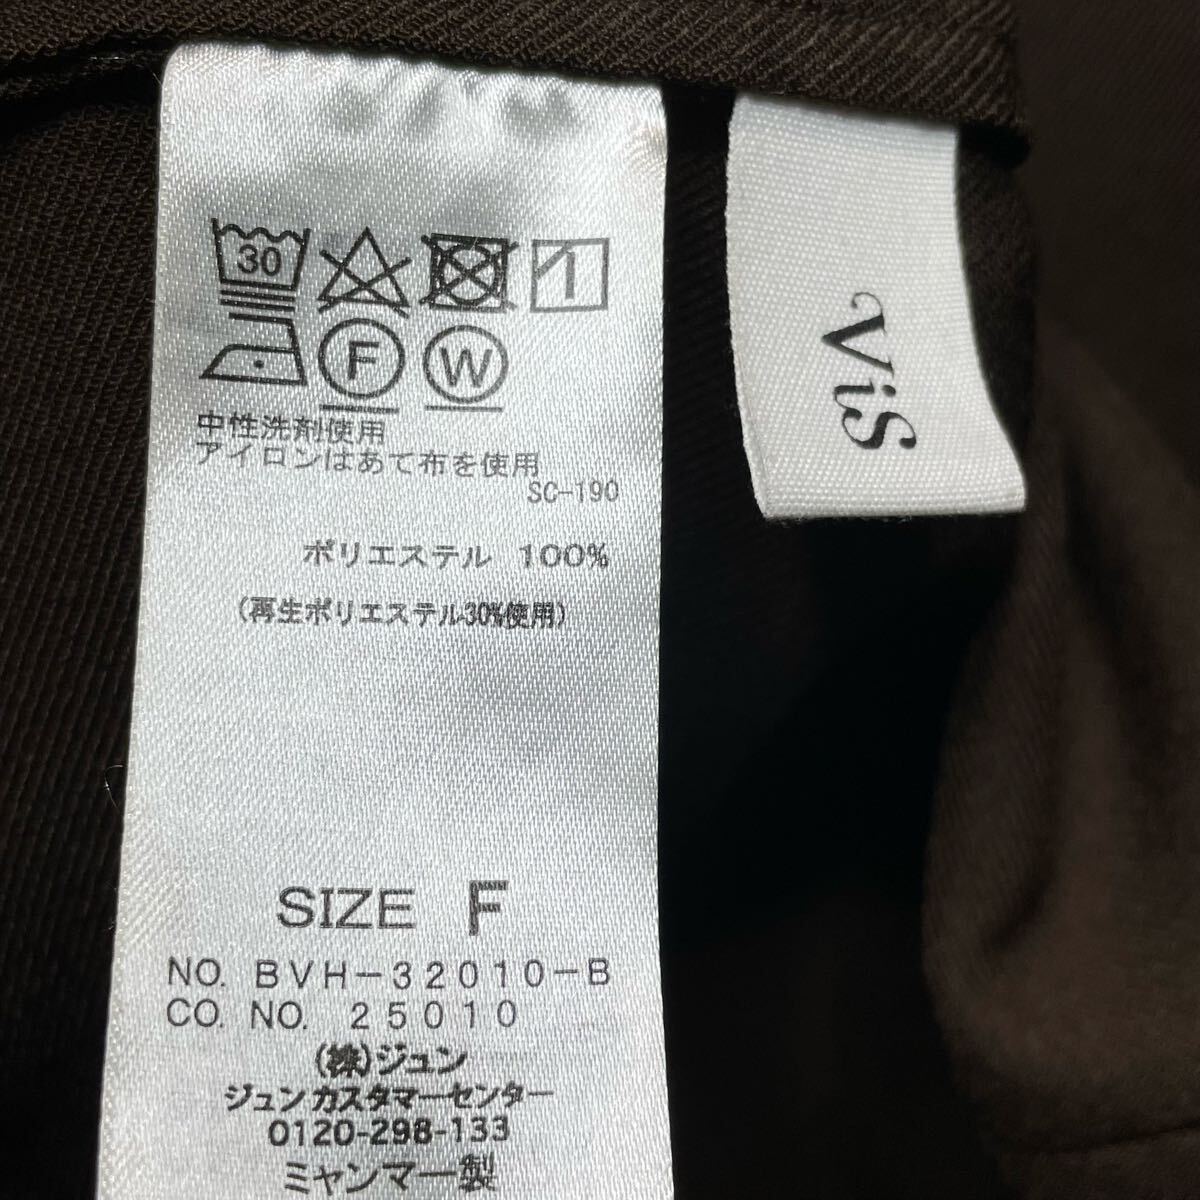 30
F W
中性洗剤使用
アイロンはあて布を使用
SC-190
ポリエステル 100%
(再生ポリエステル30%使用)
SIZE F
NO. BVH-32010-B
CO. NO. 25010
(株)ジュン
ジュンカスタマーセンター
0120-298-133
ミャンマー製
ViS